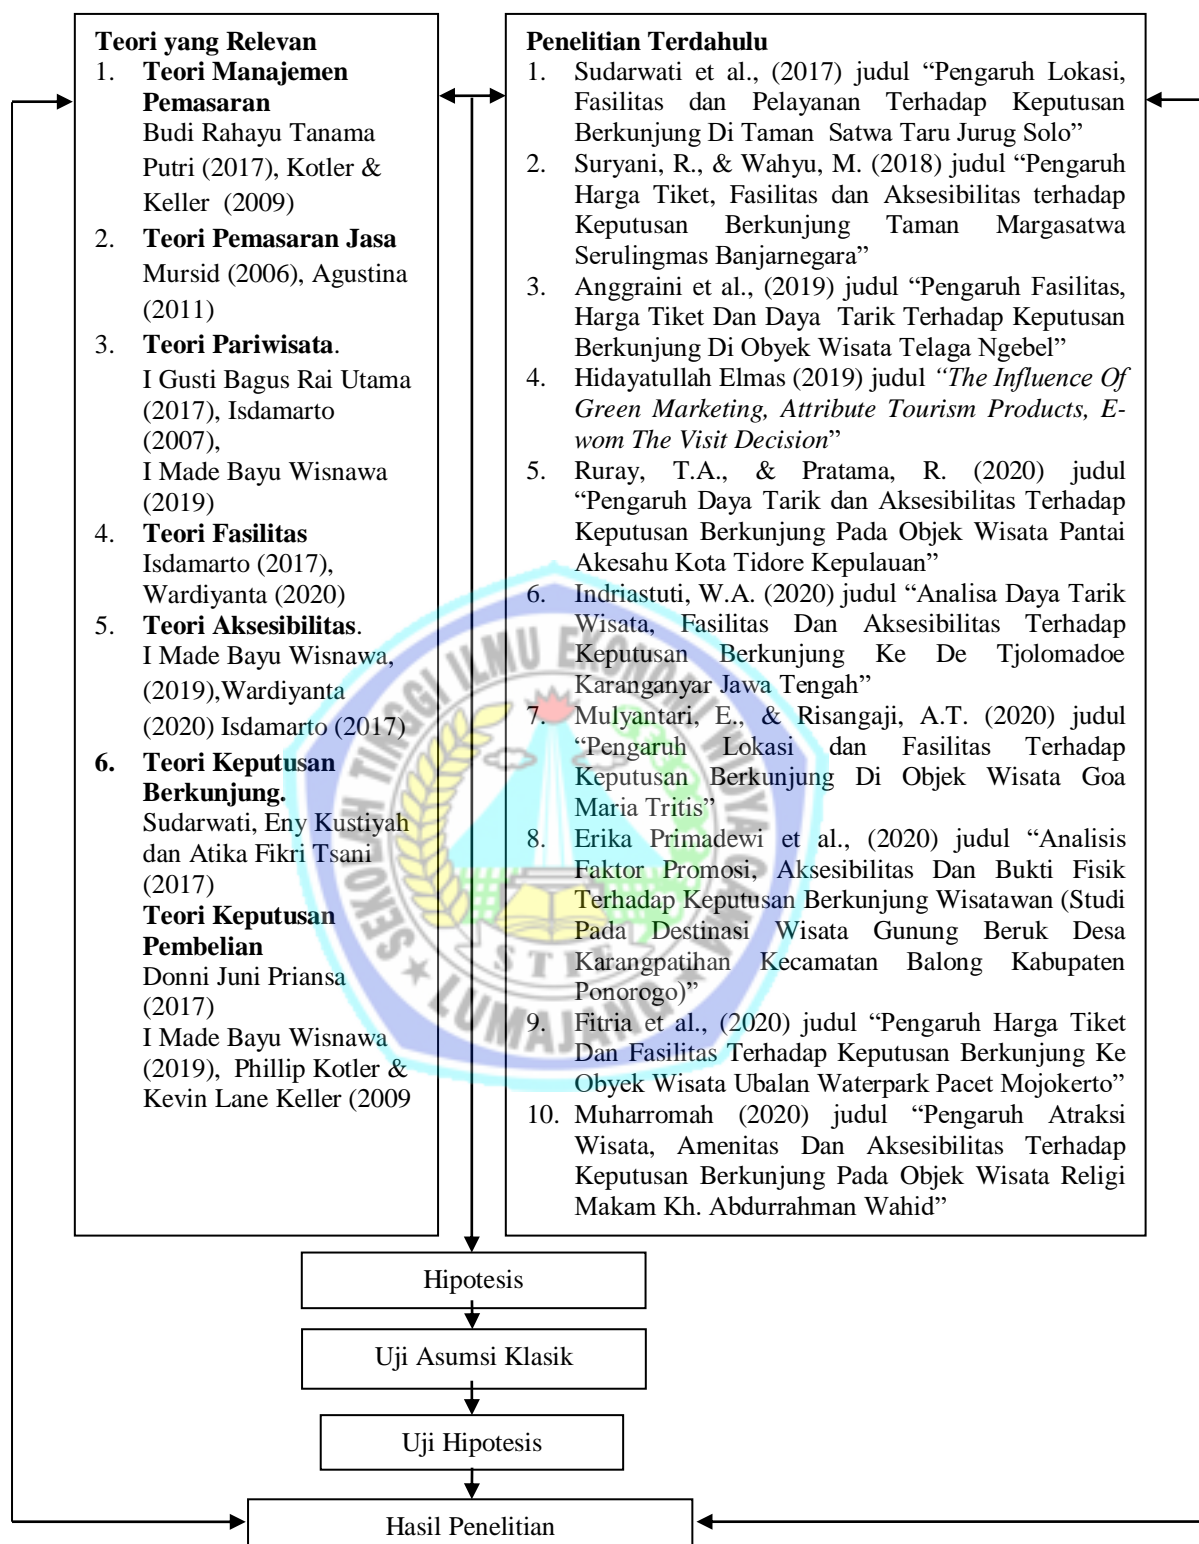 Teori yang Relevan
1. Teori Manajemen
Pemasaran
Budi Rahayu Tanama
Putri (2017), Kotler &
Keller (2009)
2. Teori Pemasaran Jasa
Mursid (2006), Agustina
(2011)
3. Teori Pariwisata.
I Gusti Bagus Rai Utama
(2017), Isdamarto
(2007),
I Made Bayu Wisnawa
(2019)
4. Teori Fasilitas
Isdamarto (2017),
Wardiyanta (2020)
5. Teori Aksesibilitas.
I Made Bayu Wisnawa,
(2019),Wardiyanta
(2020) Isdamarto (2017)
6. Teori Keputusan
Berkunjung.
Sudarwati, Eny Kustiyah
dan Atika Fikri Tsani
(2017)
Teori Keputusan
Pembelian
Donni Juni Priansa
(2017)
I Made Bayu Wisnawa
(2019), Phillip Kotler &
Kevin Lane Keller (2009
Penelitian Terdahulu
1. Sudarwati et al., (2017) judul “Pengaruh Lokasi,
Fasilitas dan Pelayanan Terhadap Keputusan
Berkunjung Di Taman Satwa Taru Jurug Solo”
2. Suryani, R., & Wahyu, M. (2018) judul “Pengaruh
Harga Tiket, Fasilitas dan Aksesibilitas terhadap
Keputusan Berkunjung Taman Margasatwa
Serulingmas Banjarnegara”
3. Anggraini et al., (2019) judul “Pengaruh Fasilitas,
Harga Tiket Dan Daya Tarik Terhadap Keputusan
Berkunjung Di Obyek Wisata Telaga Ngebel”
4. Hidayatullah Elmas (2019) judul “The Influence Of
Green Marketing, Attribute Tourism Products, E-
wom The Visit Decision”
5. Ruray, T.A., & Pratama, R. (2020) judul
“Pengaruh Daya Tarik dan Aksesibilitas Terhadap
Keputusan Berkunjung Pada Objek Wisata Pantai
Akesahu Kota Tidore Kepulauan”
6. Indriastuti, W.A. (2020) judul “Analisa Daya Tarik
Wisata, Fasilitas Dan Aksesibilitas Terhadap
Keputusan Berkunjung Ke De Tjolomadoe
Karanganyar Jawa Tengah”
7. Mulyantari, E., & Risangaji, A.T. (2020) judul
“Pengaruh Lokasi dan Fasilitas Terhadap
Keputusan Berkunjung Di Objek Wisata Goa
Maria Tritis”
8. Erika Primadewi et al., (2020) judul “Analisis
Faktor Promosi, Aksesibilitas Dan Bukti Fisik
Terhadap Keputusan Berkunjung Wisatawan (Studi
Pada Destinasi Wisata Gunung Beruk Desa
Karangpatihan Kecamatan Balong Kabupaten
Ponorogo)”
9. Fitria et al., (2020) judul “Pengaruh Harga Tiket
Dan Fasilitas Terhadap Keputusan Berkunjung Ke
Obyek Wisata Ubalan Waterpark Pacet Mojokerto”
10. Muharromah (2020) judul “Pengaruh Atraksi
Wisata, Amenitas Dan Aksesibilitas Terhadap
Keputusan Berkunjung Pada Objek Wisata Religi
Makam Kh. Abdurrahman Wahid”
SEKOLAH TINGGI ILMU EKONOMI WIDYA GAMA
STIE
LUMAJANG
Hipotesis
Uji Asumsi Klasik
Uji Hipotesis
Hasil Penelitian